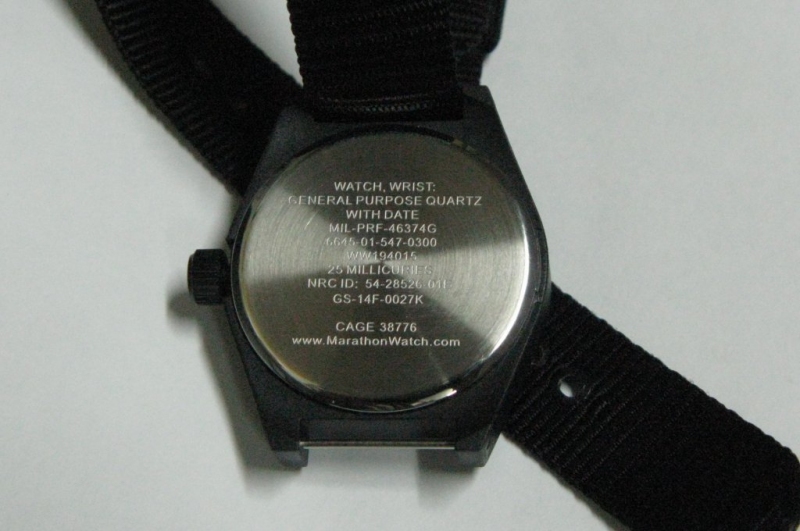 WATCH, WRIST:
GENERAL PURPOSE QUARTZ
WITH DATE
MIL-PRF-46374G
6645-01-547-0300
WW194015
25 MILLICURIES
NRC ID: 54-28526-01E
GS-14F-0027K
CAGE 38776
www.MarathonWatch.com